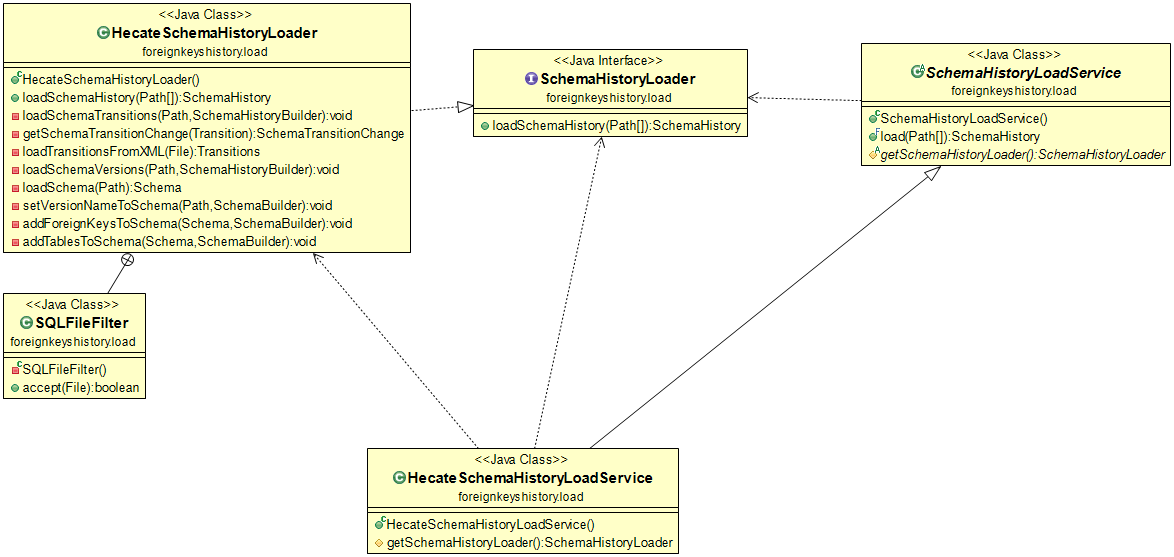 <<Java Class>>
HecateSchemaHistoryLoader
foreignkeyshistory.load
HecateSchemaHistoryLoader()
loadSchemaHistory(Path[]):SchemaHistory
loadSchemaTransitions(Path,SchemaHistoryBuilder):void
getSchemaTransitionChange(Transition):SchemaTransitionChange
loadTransitionsFromXML(File):Transitions
loadSchemaVersions(Path,SchemaHistoryBuilder):void
loadSchema(Path):Schema
setVersionNameToSchema(Path,SchemaBuilder):void
addForeignKeysToSchema(Schema,SchemaBuilder):void
addTablesToSchema(Schema,SchemaBuilder):void
<<Java Interface>>
SchemaHistoryLoader
foreignkeyshistory.load
loadSchemaHistory(Path[]):SchemaHistory
<<Java Class>>
SchemaHistoryLoadService
foreignkeyshistory.load
SchemaHistoryLoadService()
load(Path[]):SchemaHistory
getSchemaHistoryLoader():SchemaHistoryLoader
<<Java Class>>
SQLFileFilter
foreignkeyshistory.load
SQLFileFilter()
accept(File):boolean
<<Java Class>>
HecateSchemaHistoryLoadService
foreignkeyshistory.load
HecateSchemaHistoryLoadService()
getSchemaHistoryLoader():SchemaHistoryLoader